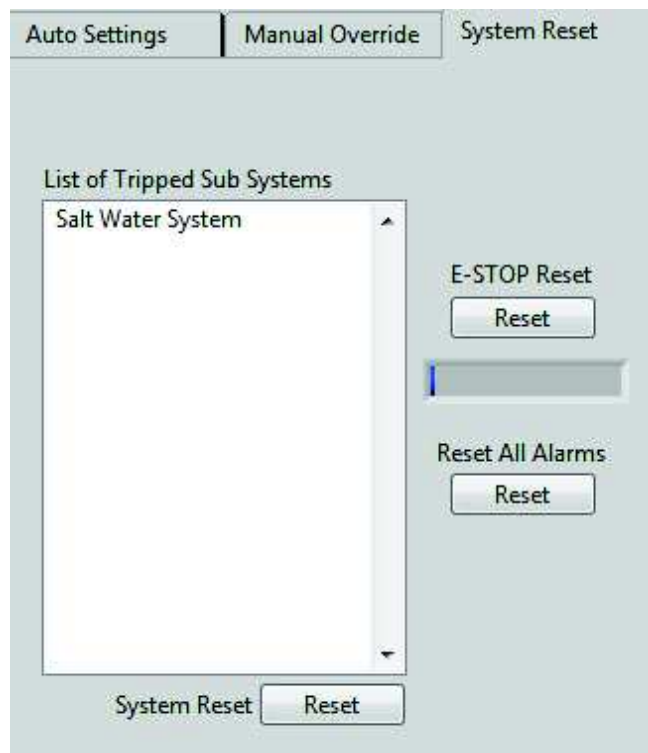 Auto Settings Manual Override System Reset
List of Tripped Sub Systems
Salt Water System
E-STOP Reset
Reset
Reset All Alarms
Reset
System Reset Reset